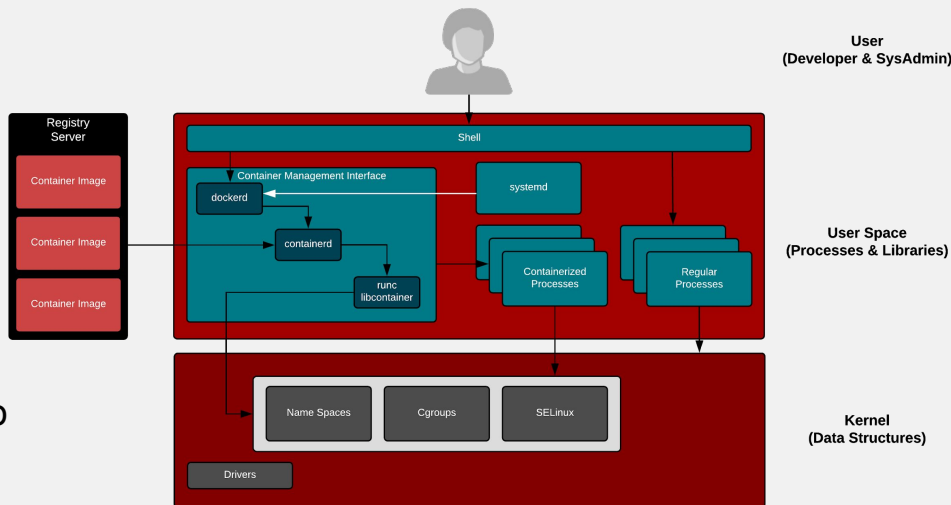 User
(Developer & SysAdmin)
Registry
Server
Container Image
Container Image
Container Image
Shell
Container Management Interface
dockerd
containerd
runc
libcontainer
systemd
Containerized
Processes
Regular
Processes
User Space
(Processes & Libraries)
Name Spaces
Cgroups
SELinux
Drivers
Kernel
(Data Structures)